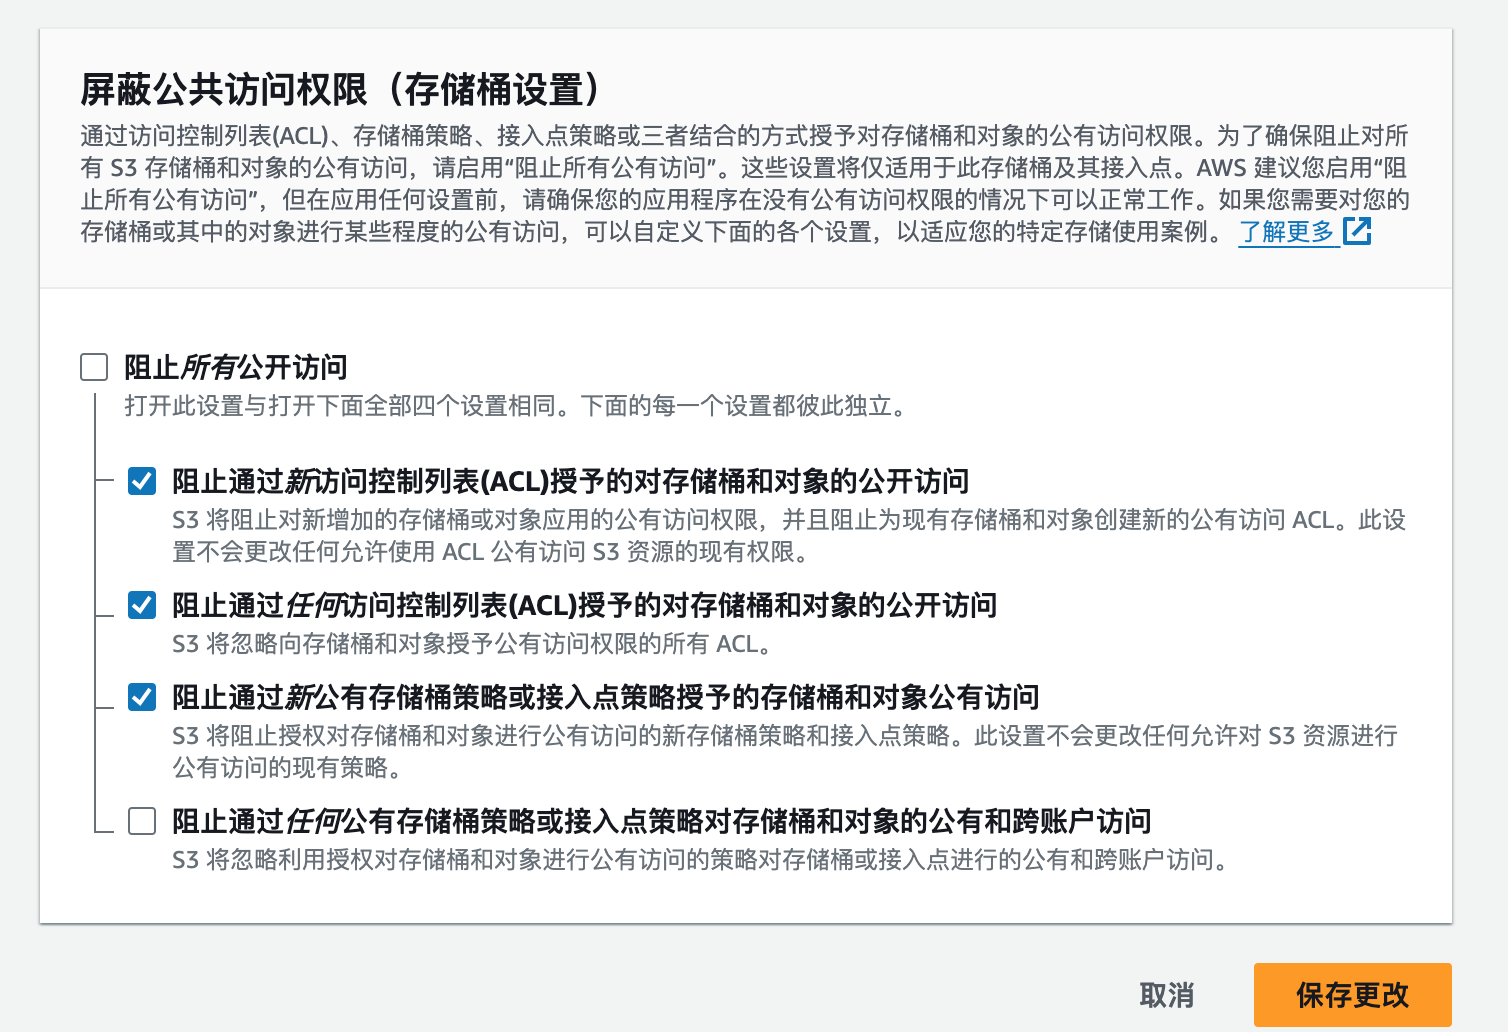 屏蔽公共访问权限（存储桶设置）
通过访问控制列表(ACL)、存储桶策略、接入点策略或三者结合的方式授予对存储桶和对象的公有访问权限。为了确保阻止对所
有 S3 存储桶和对象的公有访问，请启用“阻止所有公有访问”。这些设置将仅适用于此存储桶及其接入点。AWS 建议您启用“阻
止所有公有访问”，但在应用任何设置前，请确保您的应用程序在没有公有访问权限的情况下可以正常工作。如果您需要对您的
存储桶或其中的对象进行某些程度的公有访问，可以自定义下面的各个设置，以适应您的特定存储使用案例。 了解更多
阻止所有公开访问
打开此设置与打开下面全部四个设置相同。下面的每一个设置都彼此独立。
阻止通过新访问控制列表(ACL)授予的对存储桶和对象的公开访问
S3 将阻止对新增加的存储桶或对象应用的公有访问权限，并且阻止为现有存储桶和对象创建新的公有访问 ACL。此设
置不会更改任何允许使用 ACL 公有访问 S3 资源的现有权限。
阻止通过任何访问控制列表(ACL)授予的对存储桶和对象的公开访问
S3 将忽略向存储桶和对象授予公有访问权限的所有 ACL。
阻止通过新公有存储桶策略或接入点策略授予的存储桶和对象公有访问
S3 将阻止授权对存储桶和对象进行公有访问的新存储桶策略和接入点策略。此设置不会更改任何允许对 S3 资源进行
公有访问的现有策略。
阻止通过任何公有存储桶策略或接入点策略对存储桶和对象的公有和跨账户访问
S3 将忽略利用授权对存储桶和对象进行公有访问的策略对存储桶或接入点进行的公有和跨账户访问。
取消
保存更改